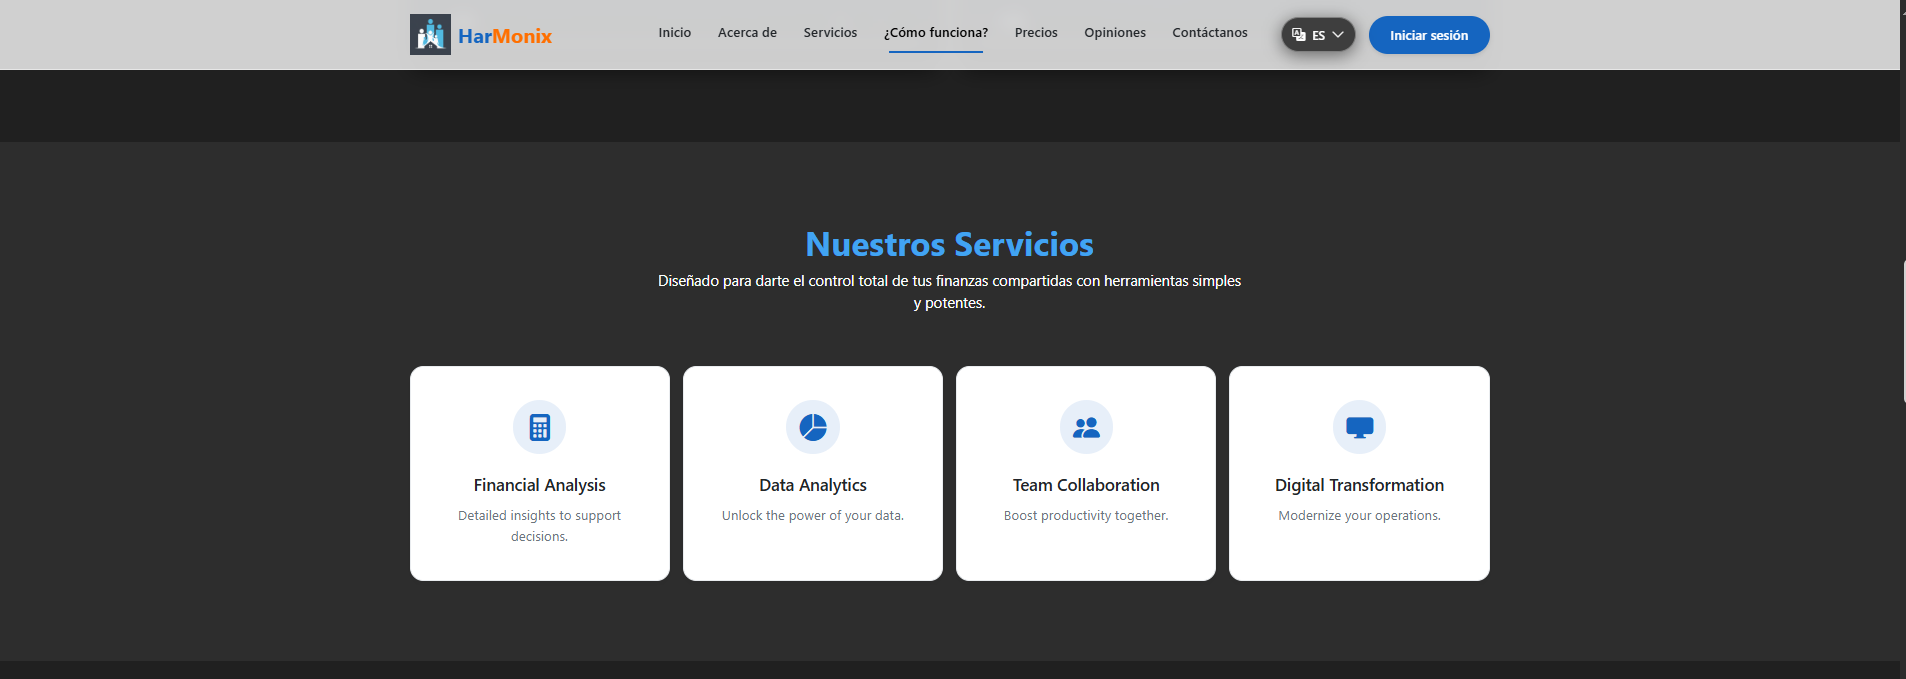 HarMonix
Inicio
Acerca de
Servicios
¿Cómo funciona?
Precios
Opiniones
Contáctanos
ES
Iniciar sesión
Nuestros Servicios
Diseñado para darte el control total de tus finanzas compartidas con herramientas simples
y potentes.
Financial Analysis
Detailed insights to support
decisions.
Data Analytics
Unlock the power of your data.
Team Collaboration
Boost productivity together.
Digital Transformation
Modernize your operations.